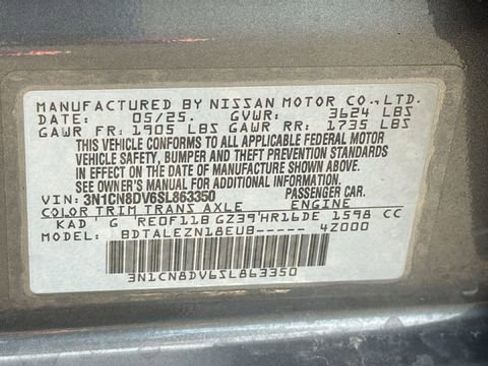 MANUFACTURED BY NISSAN MOTOR CO.,LTD.
DATE: 05/25. GVWR: 3624 LBS
GAWR FR: 1905 LBS GAWR RR: 1735 LBS
THIS VEHICLE CONFORMS TO ALL APPLICABLE FEDERAL MOTOR
VEHICLE SAFETY, BUMPER AND THEFT PREVENTION STANDARDS
IN EFFECT ON THE DATE OF MANUFACTURE SHOWN ABOVE.
SEE OWNER'S MANUAL FOR ADDITIONAL INFORMATION.
VIN: 3N1CN8DV6SL863350 PASSENGER CAR.
COLOR TRIM TRANS AXLE ENGINE
KAD G RE0F11B GZ39 HR16DE 1598 CC
MODEL: BDTALEZN18EUB----- 4Z000
3N1CN8DV6SL863350